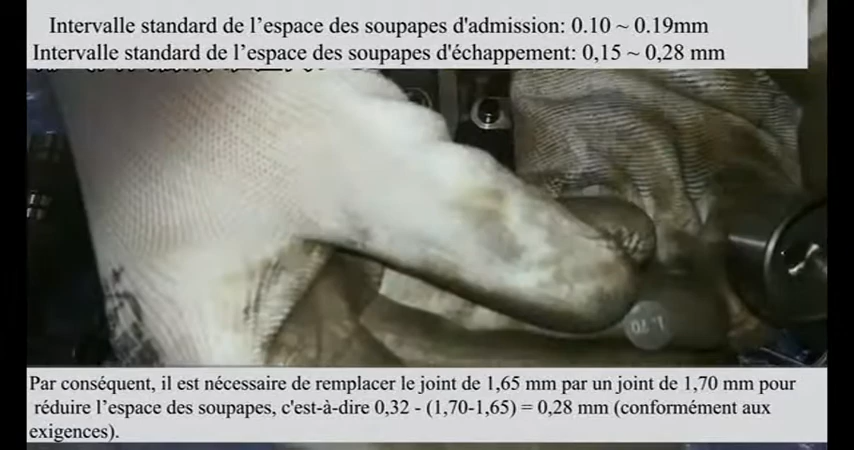 Intervalle standard de l’espace des soupapes d'admission: 0.10 ~ 0.19mm
Intervalle standard de l’espace des soupapes d'échappement: 0,15 ~ 0,28 mm
1.70
Par conséquent, il est nécessaire de remplacer le joint de 1,65 mm par un joint de 1,70 mm pour
réduire l’espace des soupapes, c'est-à-dire 0,32 - (1,70-1,65) = 0,28 mm (conformément aux
exigences).